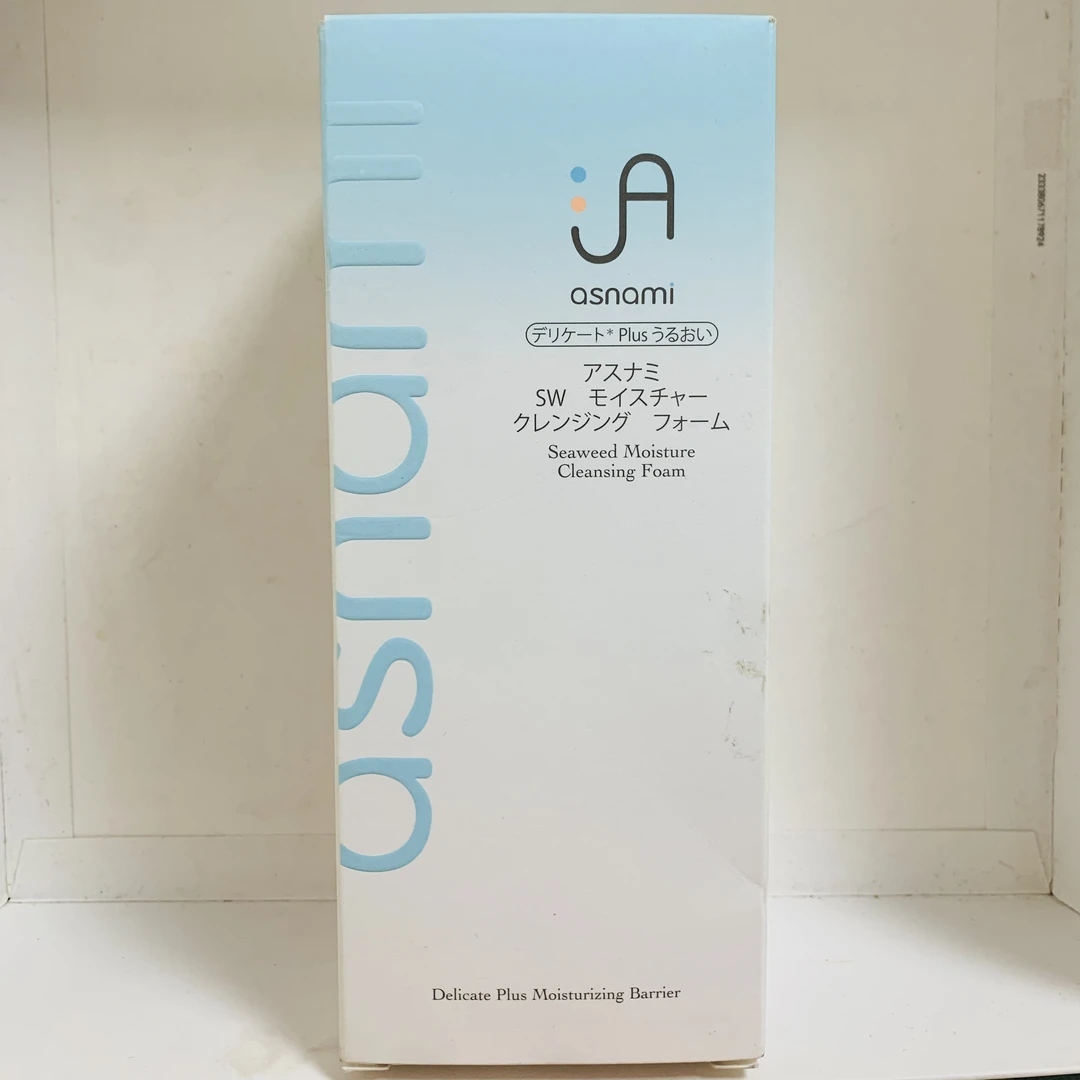 asnami
asnami
デリケート* Plus うるおい
アスナミ
SW モイスチャー
クレンジング フォーム
Seaweed Moisture
Cleansing Foam
Delicate Plus Moisturizing Barrier